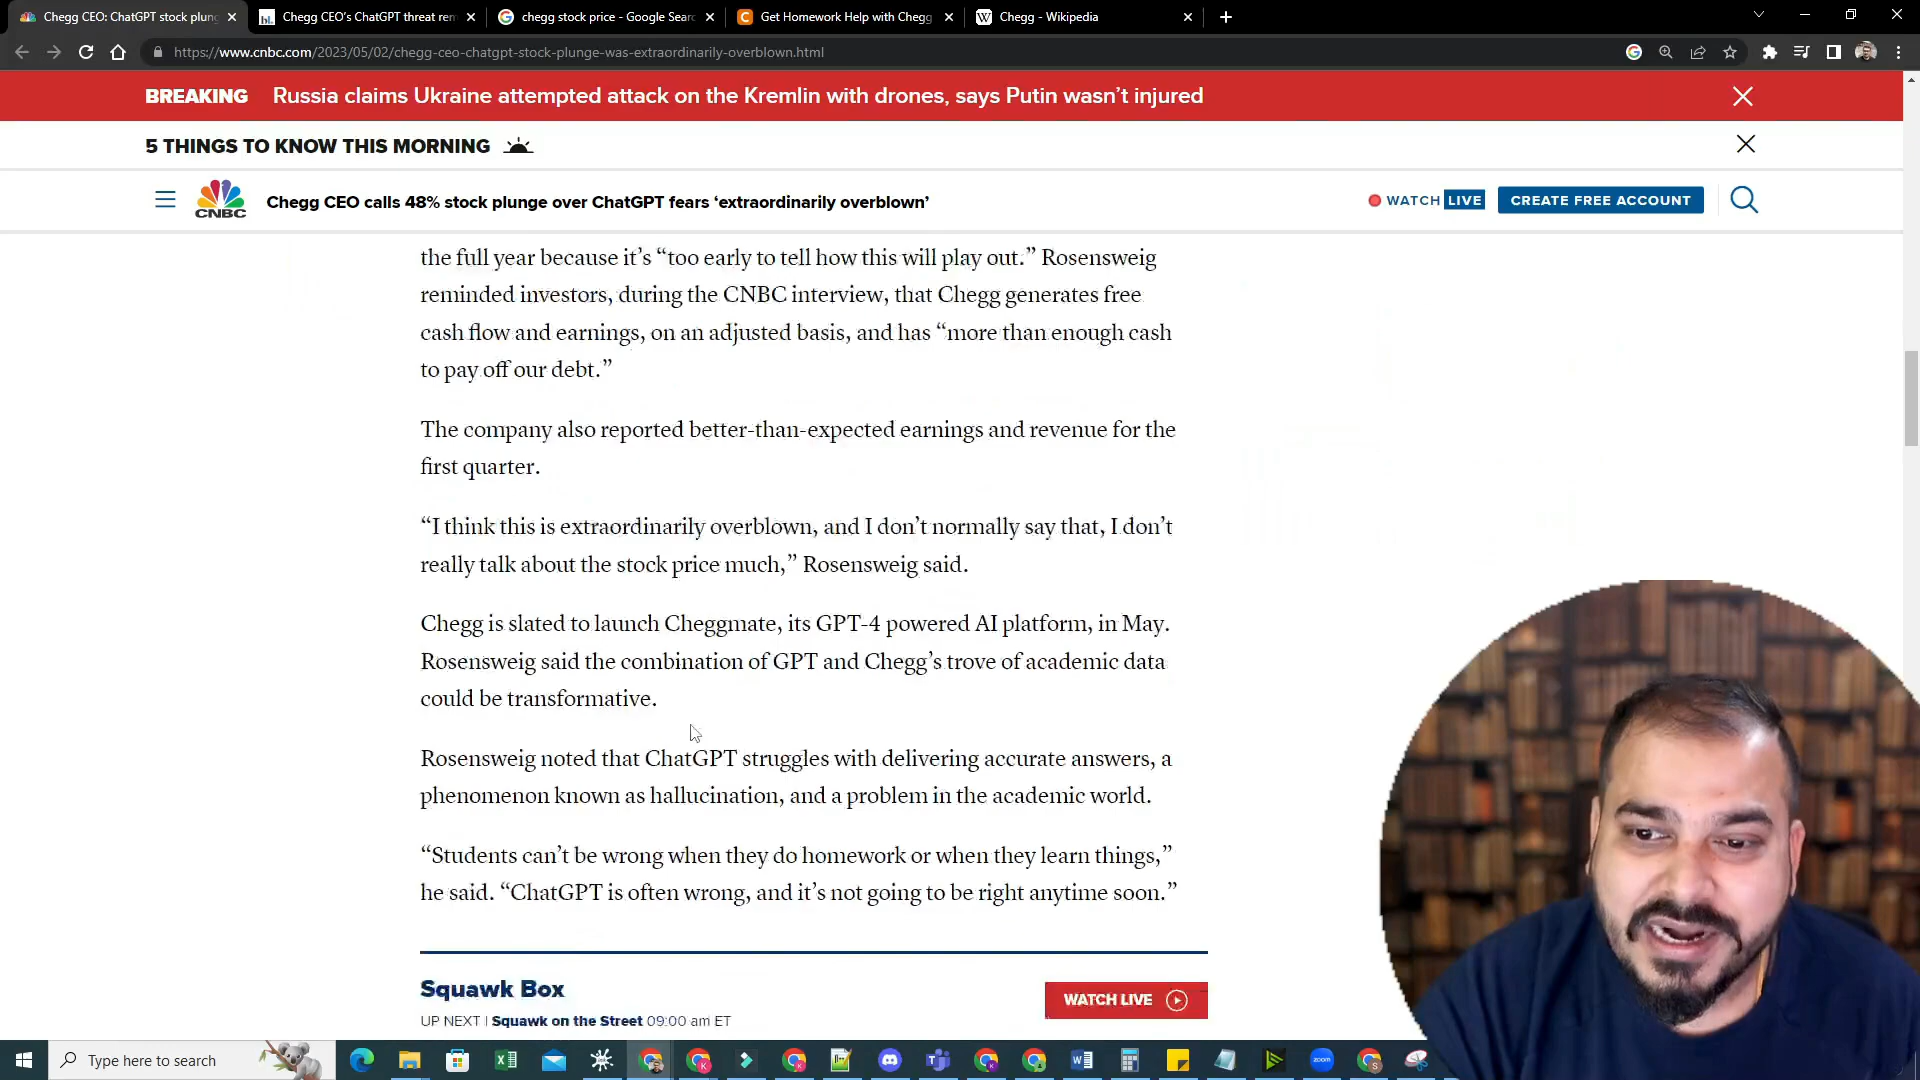 Chegg CEO: ChatGPT stock plung
Chegg CEO's ChatGPT threat rem
chegg stock price - Google Sear
Get Homework Help with Chegg
Chegg - Wikipedia
https://www.cnbc.com/2023/05/02/chegg-ceo-chatgpt-stock-plunge-was-extraordinarily-overblown.html
BREAKING Russia claims Ukraine attempted attack on the Kremlin with drones, says Putin wasn't injured
5 THINGS TO KNOW THIS MORNING
CNBC
Chegg CEO calls 48% stock plunge over ChatGPT fears ‘extraordinarily overblown’
WATCH LIVE
CREATE FREE ACCOUNT
the full year because it’s “too early to tell how this will play out.” Rosensweig
reminded investors, during the CNBC interview, that Chegg generates free
cash flow and earnings, on an adjusted basis, and has “more than enough cash
to pay off our debt.”
The company also reported better-than-expected earnings and revenue for the
first quarter.
“I think this is extraordinarily overblown, and I don’t normally say that, I don’t
really talk about the stock price much,” Rosensweig said.
Chegg is slated to launch Cheggmate, its GPT-4 powered AI platform, in May.
Rosensweig said the combination of GPT and Chegg’s trove of academic data
could be transformative.
Rosensweig noted that ChatGPT struggles with delivering accurate answers, a
phenomenon known as hallucination, and a problem in the academic world.
“Students can’t be wrong when they do homework or when they learn things,”
he said. “ChatGPT is often wrong, and it’s not going to be right anytime soon.”
Squawk Box
WATCH LIVE
UP NEXT | Squawk on the Street 09:00 am ET
Type here to search